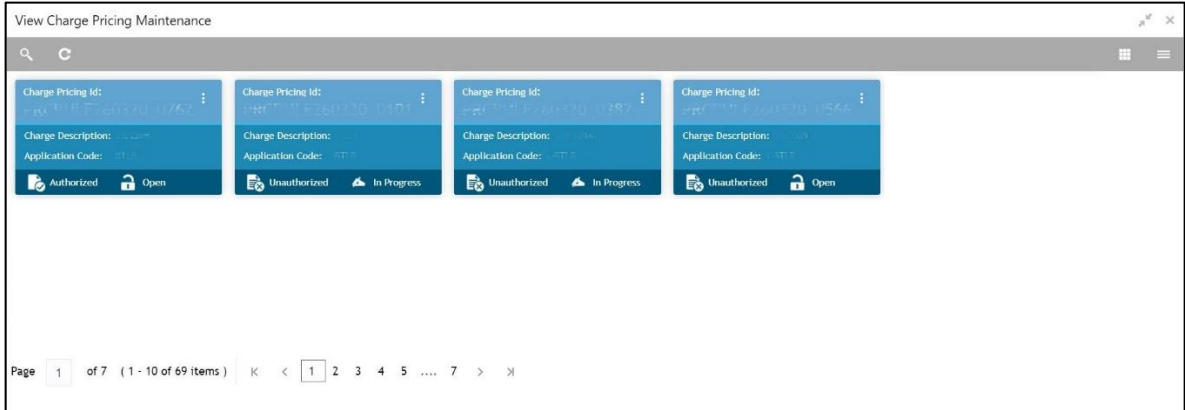 View Charge Pricing Maintenance
Charge Pricing Id:
Charge Description:
Application Code:
Authorized Open
Charge Pricing Id:
Charge Description:
Application Code:
Unauthorized In Progress
Charge Pricing Id:
Charge Description:
Application Code:
Unauthorized In Progress
Charge Pricing Id:
Charge Description:
Application Code:
Unauthorized Open
Page 1 of 7 ( 1 - 10 of 69 items ) 1 2 3 4 5 .... 7